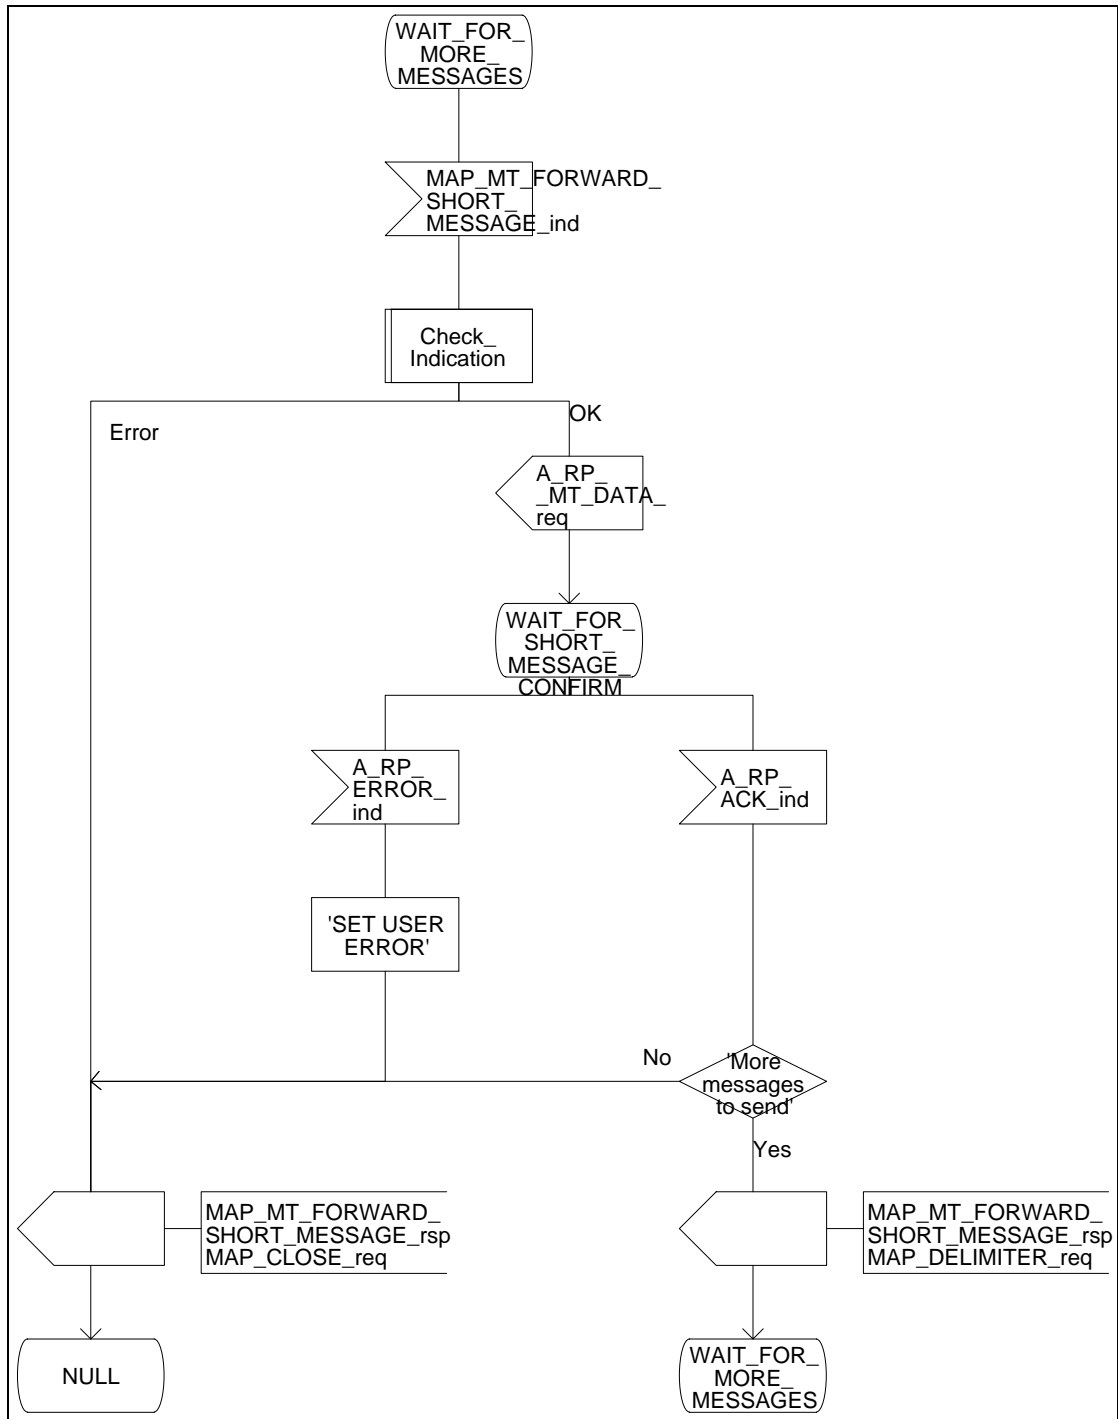 WAIT_FOR_
MORE_
MESSAGES
MAP_MT_FORWARD_
SHORT_
MESSAGE_ind
Check_
Indication
OK
Error
A_RP_
_MT_DATA_
req
WAIT_FOR_
SHORT_
MESSAGE_
CONFIRM
A_RP_
ERROR_
ind
A_RP_
ACK_ind
'SET USER
ERROR'
No
'More
messages
to send'
Yes
MAP_MT_FORWARD_
SHORT_MESSAGE_rsp
MAP_CLOSE_req
MAP_MT_FORWARD_
SHORT_MESSAGE_rsp
MAP_DELIMITER_req
NULL
WAIT_FOR_
MORE_
MESSAGES